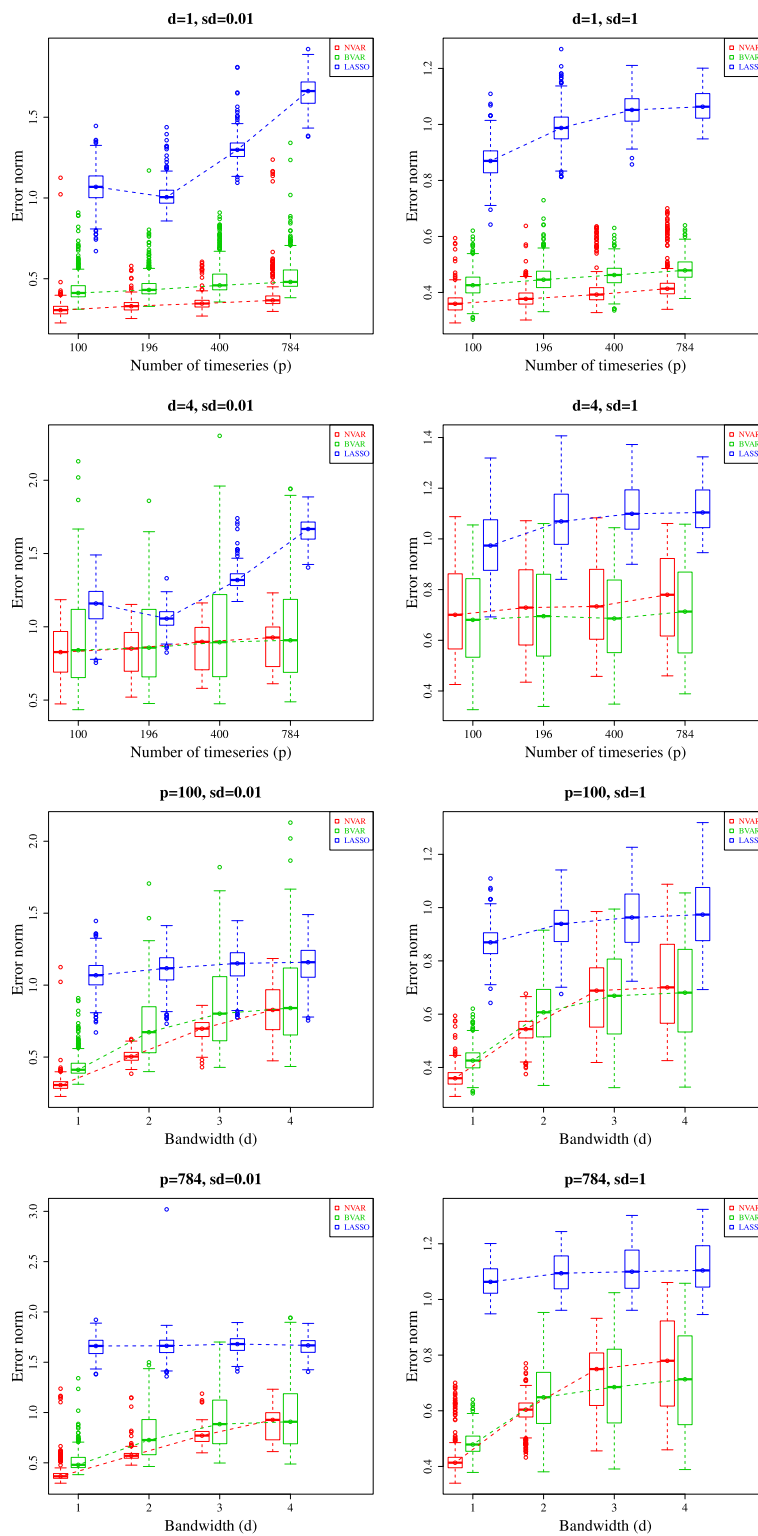 d=1, sd=0.01
Error norm
0.5 1.0 1.5
NVAR
BVAR
LASSO
100 196 400 784
Number of timeseries (p)
d=1, sd=1
Error norm
0.4 0.6 0.8 1.0 1.2
NVAR
BVAR
LASSO
100 196 400 784
Number of timeseries (p)
d=4, sd=0.01
Error norm
0.5 1.0 1.5 2.0
NVAR
BVAR
LASSO
100 196 400 784
Number of timeseries (p)
d=4, sd=1
Error norm
0.4 0.6 0.8 1.0 1.2 1.4
NVAR
BVAR
LASSO
100 196 400 784
Number of timeseries (p)
p=100, sd=0.01
Error norm
0.5 1.0 1.5 2.0
NVAR
BVAR
LASSO
1 2 3 4
Bandwidth (d)
p=100, sd=1
Error norm
0.4 0.6 0.8 1.0 1.2
NVAR
BVAR
LASSO
1 2 3 4
Bandwidth (d)
p=784, sd=0.01
Error norm
0.5 1.0 1.5 2.0 2.5 3.0
NVAR
BVAR
LASSO
1 2 3 4
Bandwidth (d)
p=784, sd=1
Error norm
0.4 0.6 0.8 1.0 1.2
NVAR
BVAR
LASSO
1 2 3 4
Bandwidth (d)